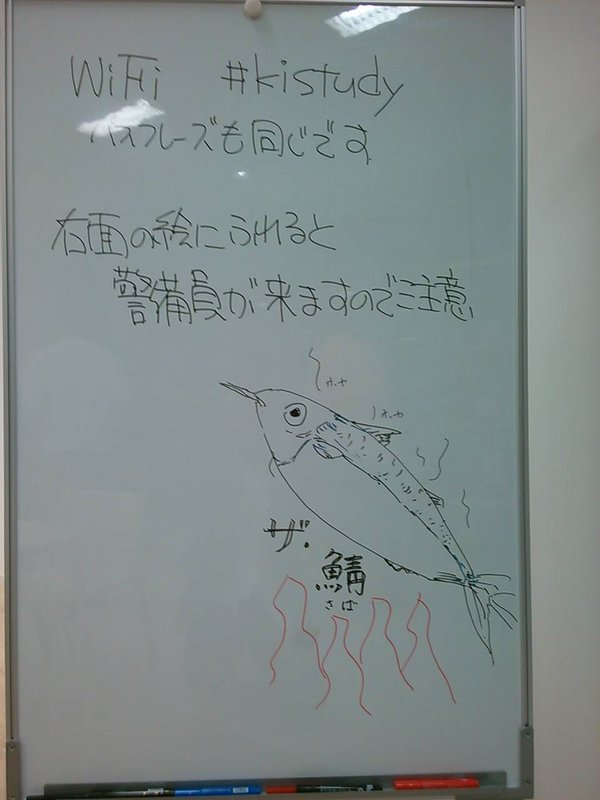 WiFi #kistudy
パスフレーズも同じです
右面の絵にふれると
警備員が来ますのでご注意
ホヤ
ホヤ
ザ・
鯖
さば